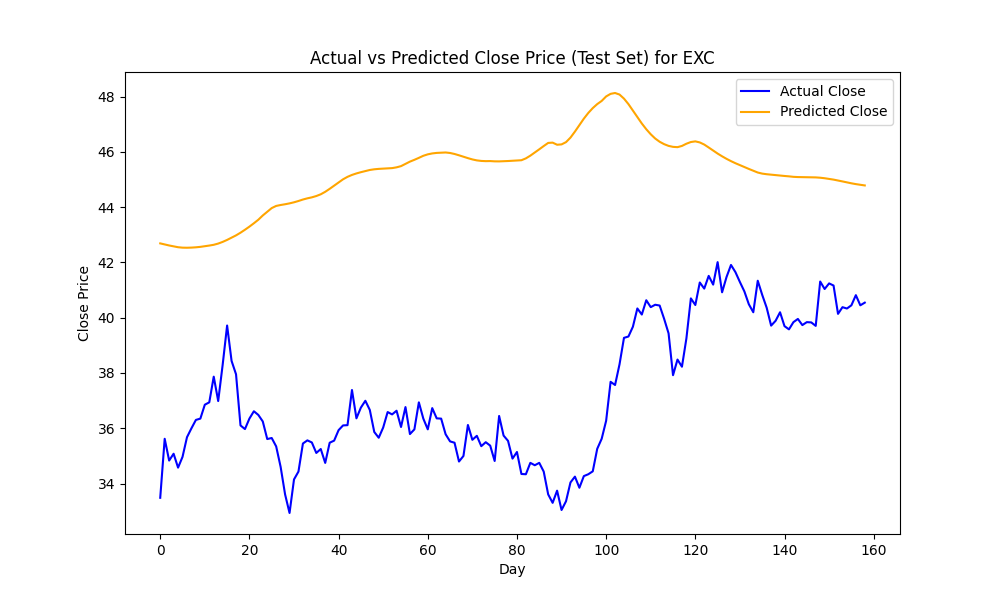 Actual vs Predicted Close Price (Test Set) for EXC
Actual Close
Predicted Close
Close Price
48
46
44
42
40
38
36
34
0 20 40 60 80 100 120 140 160
Day